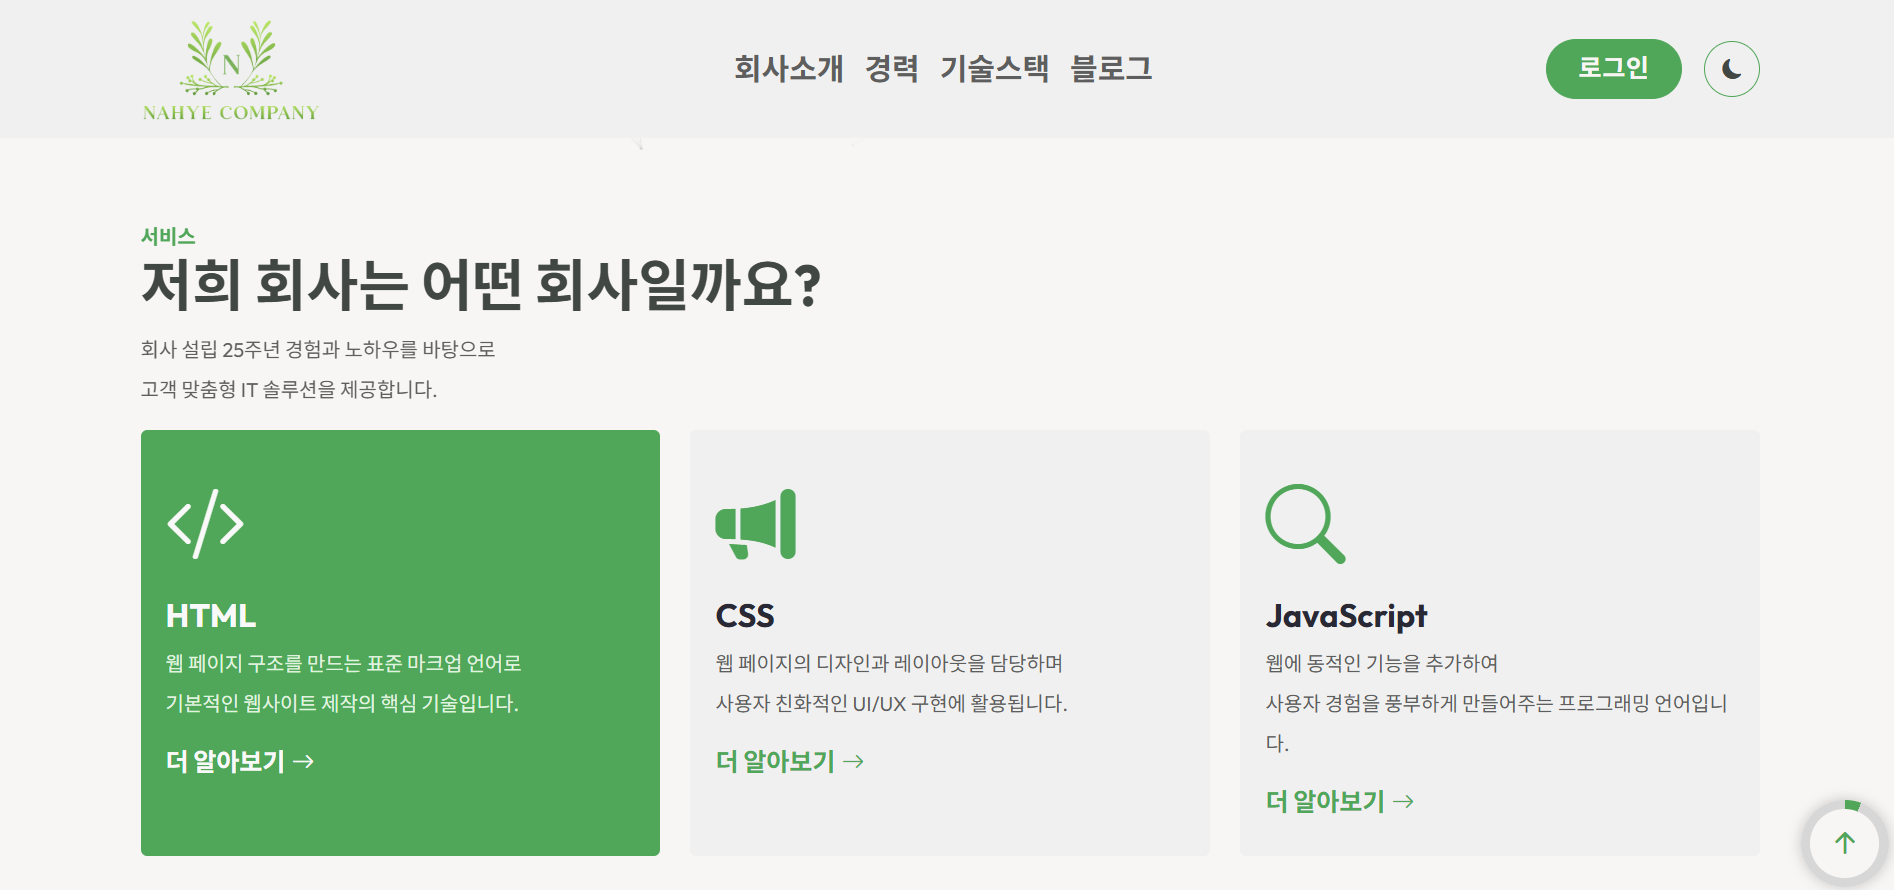 N
NAHYE COMPANY
회사소개 경력 기술스택 블로그
로그인
서비스
저희 회사는 어떤 회사일까요?
회사 설립 25주년 경험과 노하우를 바탕으로
고객 맞춤형 IT 솔루션을 제공합니다.
HTML
웹 페이지 구조를 만드는 표준 마크업 언어로
기본적인 웹사이트 제작의 핵심 기술입니다.
더 알아보기 →
CSS
웹 페이지의 디자인과 레이아웃을 담당하며
사용자 친화적인 UI/UX 구현에 활용됩니다.
더 알아보기 →
JavaScript
웹에 동적인 기능을 추가하여
사용자 경험을 풍부하게 만들어주는 프로그래밍 언어입니
다.
더 알아보기 →